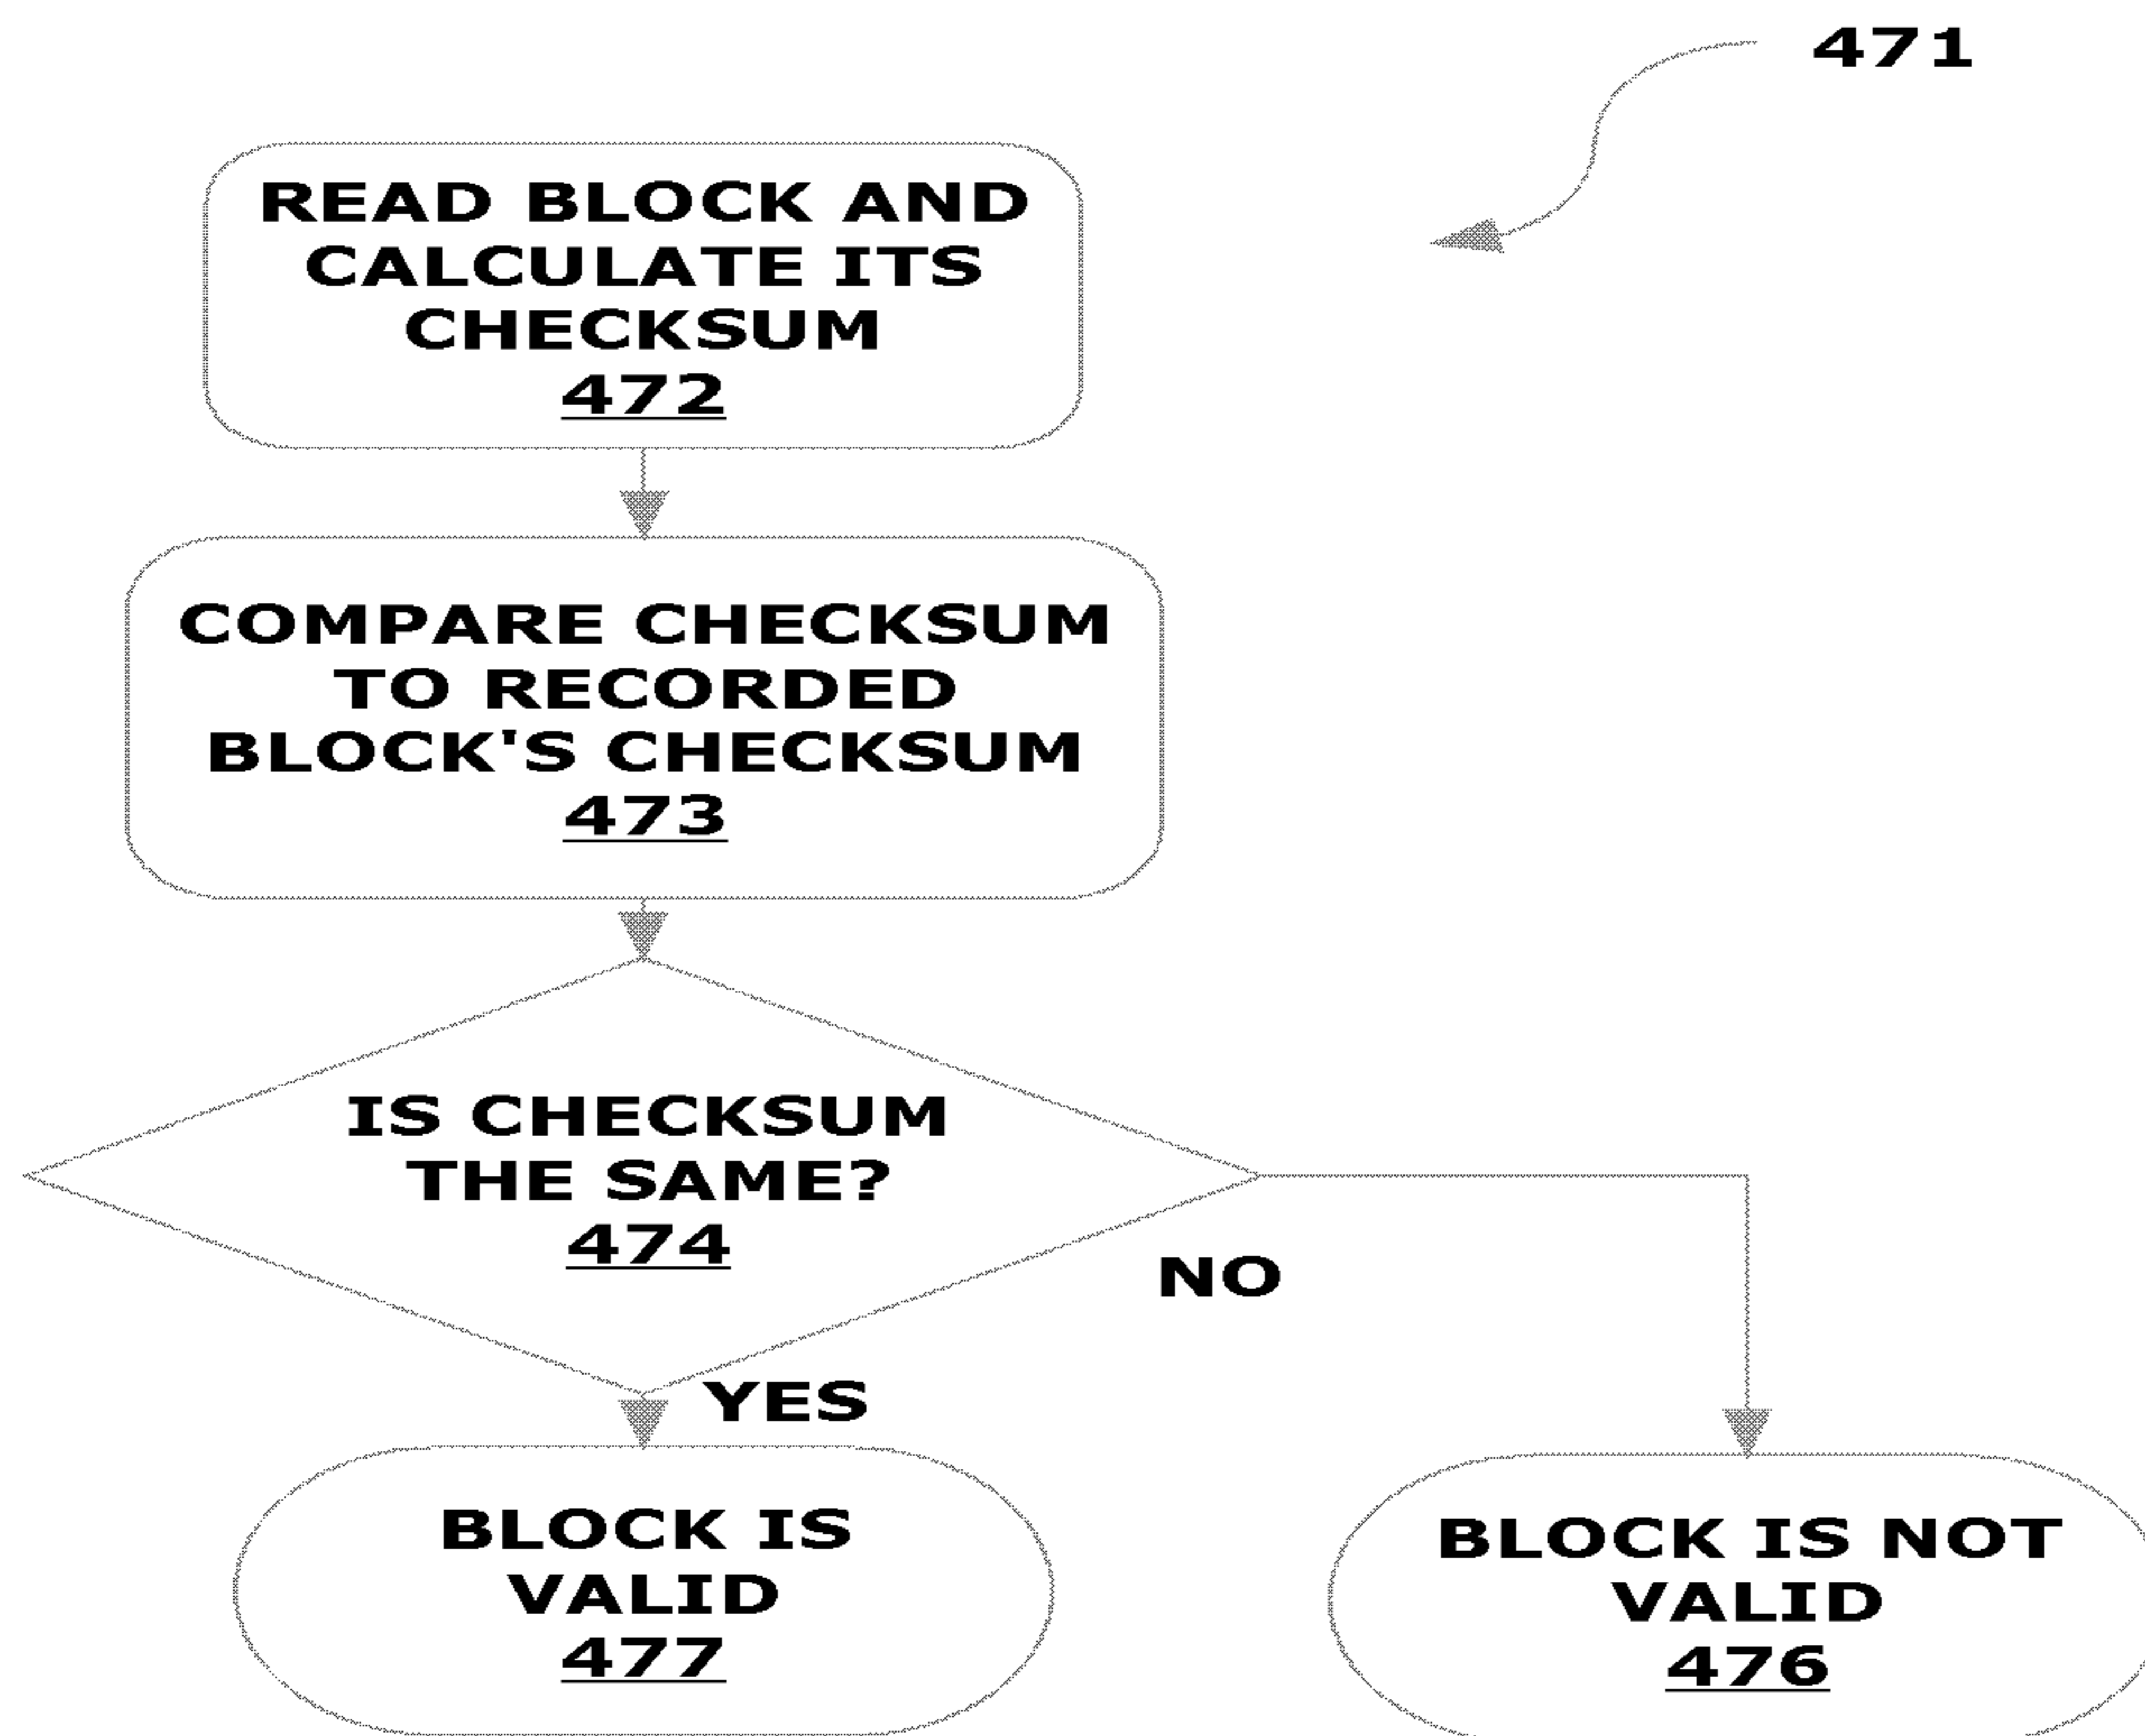 471
READ BLOCK AND
CALCULATE ITS
CHECKSUM
472
COMPARE CHECKSUM
TO RECORDED
BLOCK'S CHECKSUM
473
IS CHECKSUM
THE SAME?
474
NO
YES
BLOCK IS
VALID
477
BLOCK IS NOT
VALID
476